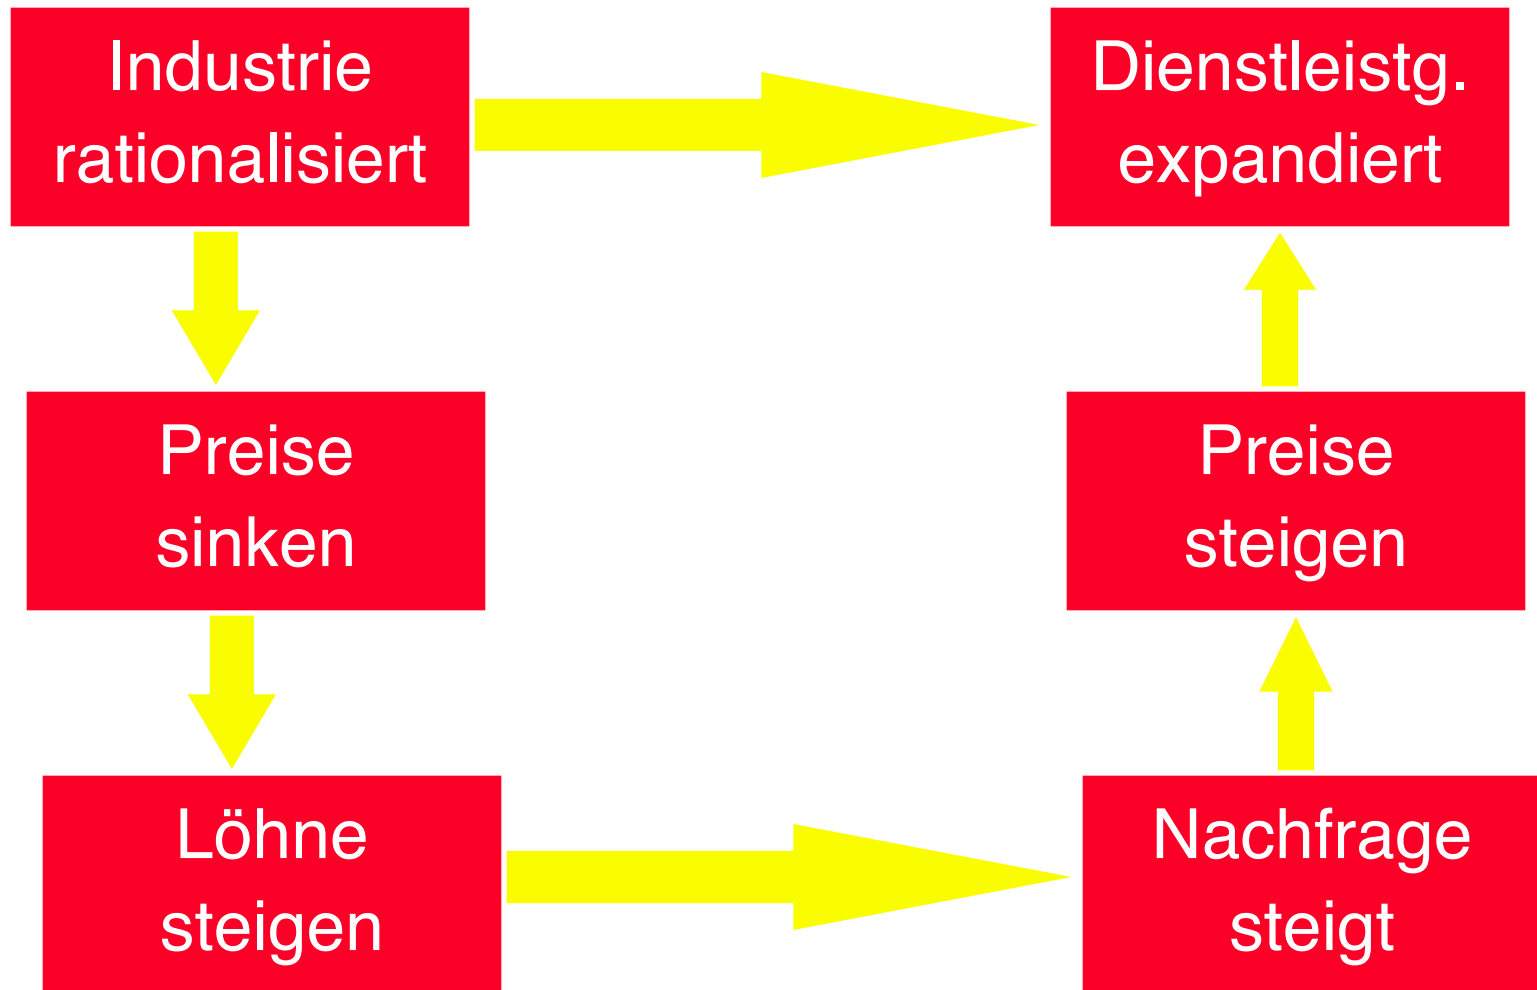 Industrie
rationalisiert
Dienstleistg.
expandiert
Preise
sinken
Preise
steigen
Löhne
steigen
Nachfrage
steigt